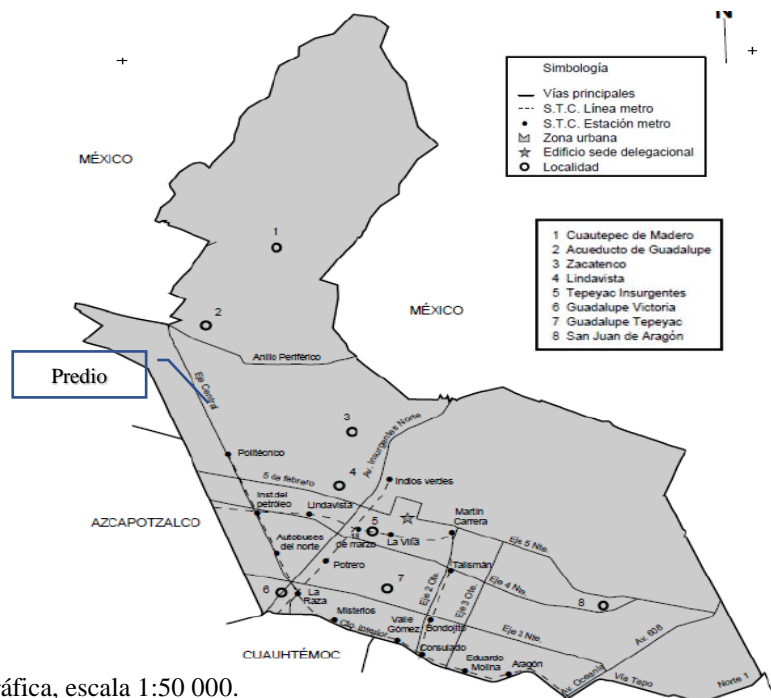 N
Simbología
Vías principales
S.T.C. Línea metro
S.T.C. Estación metro
Zona urbana
Edificio sede delegacional
Localidad
MÉXICO
1
1 Cuautepec de Madero
2 Acueducto de Guadalupe
3 Zacatenco
4 Lindavista
5 Tepeyac Insurgentes
6 Guadalupe Victoria
7 Guadalupe Tepeyac
8 San Juan de Aragón
MÉXICO
2
Anillo Periférico
Predio
Eje Central
3
Av. Insurgentes Norte
Politécnico
5 de febrero
4
Indios verdes
Inst.del
petróleo
Lindavista
Martín
Carrera
AZCAPOTZALCO
5
18
de marzo
La Villa
Eje 5 Nte.
Autobuses
del norte
Potrero
Talismán
Eje 4 Nte.
6
La
Raza
7
Eje 2 Ote.
Eje 3 Ote.
8
Misterios
Cto. Interior
Valle
Gómez
Bondojito
Eje 3 Nte.
Av. 608
CUAUHTÉMOC
Consulado
Eduardo
Molina
Aragón
Av. Oceanía
Vía Tapo
Norte 1
ráfica, escala 1:50 000.